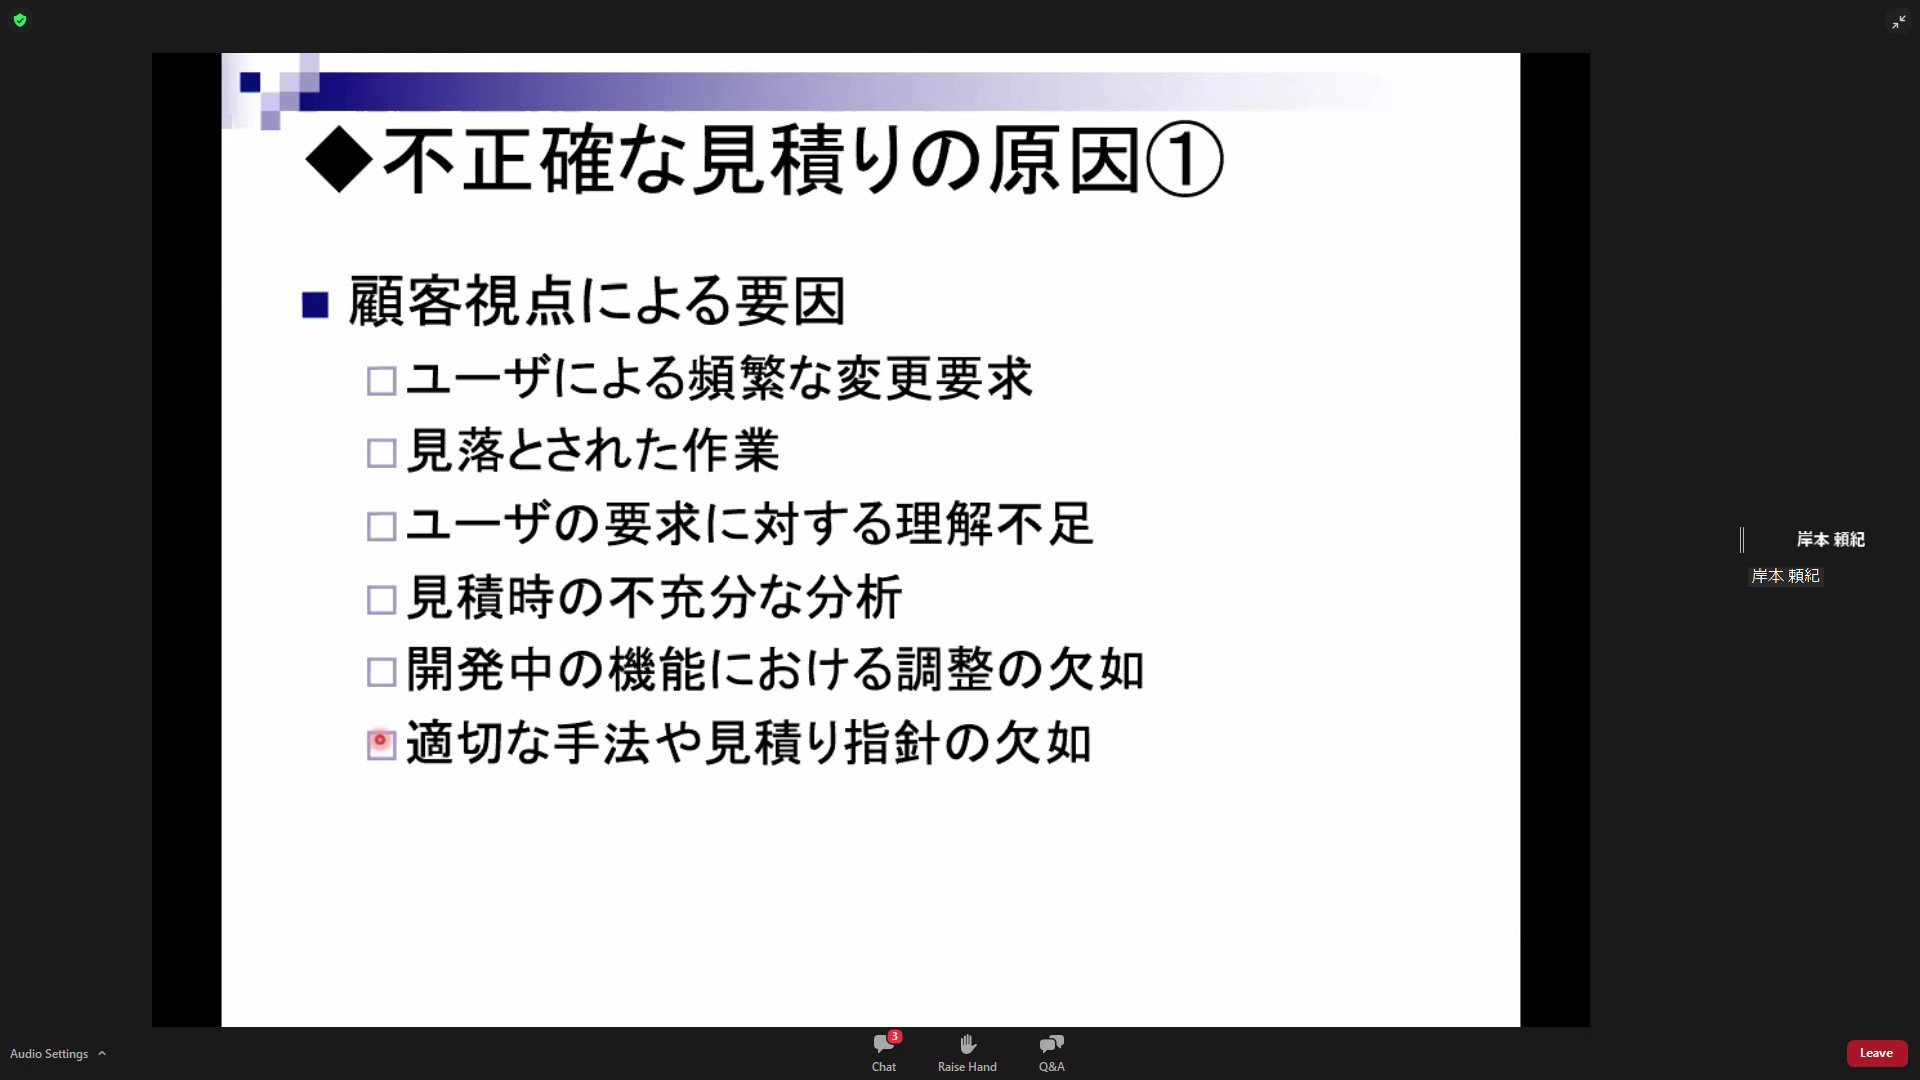 ◆不正確な見積りの原因①
■ 顧客視点による要因
□ユーザによる頻繁な変更要求
□見落とされた作業
□ユーザの要求に対する理解不足
□見積時の不充分な分析
□開発中の機能における調整の欠如
□適切な手法や見積り指針の欠如
岸本 頼紀
岸本 頼紀
Audio Settings
3
Chat
Raise Hand
Q&A
Leave